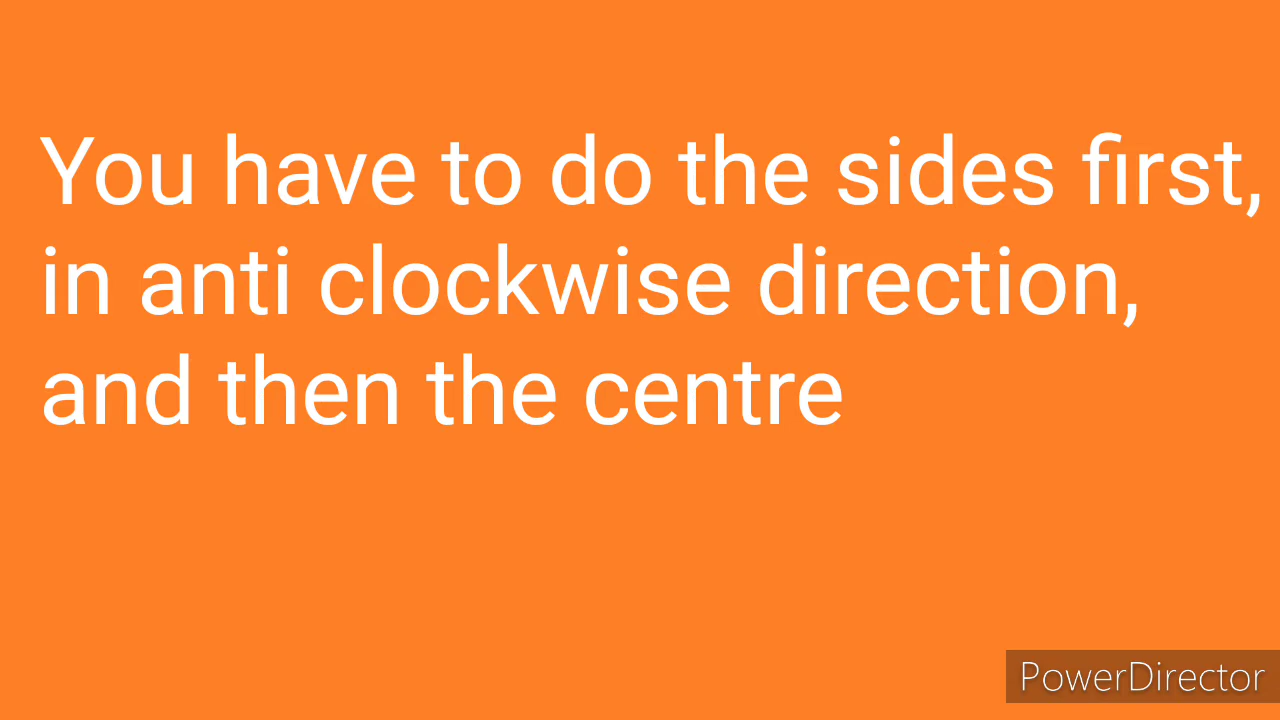 You have to do the sides first,
in anti clockwise direction,
and then the centre
PowerDirector